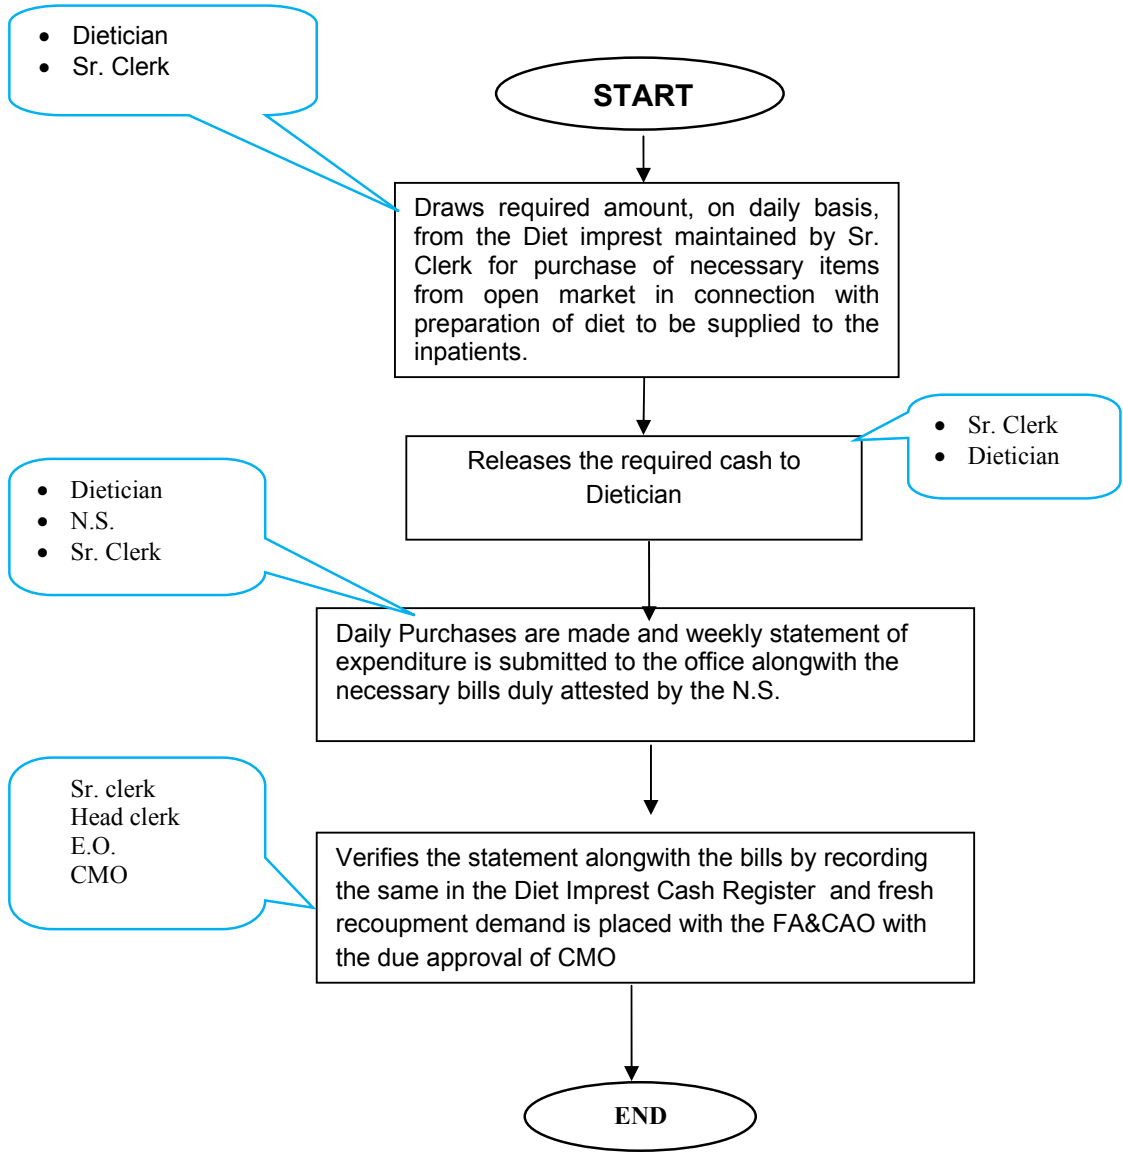 • Dietician
• Sr. Clerk
START
Draws required amount, on daily basis,
from the Diet imprest maintained by Sr.
Clerk for purchase of necessary items
from open market in connection with
preparation of diet to be supplied to the
inpatients.
• Sr. Clerk
• Dietician
Releases the required cash to
Dietician
• Dietician
• N.S.
• Sr. Clerk
Daily Purchases are made and weekly statement of
expenditure is submitted to the office alongwith the
necessary bills duly attested by the N.S.
Sr. clerk
Head clerk
E.O.
CMO
Verifies the statement alongwith the bills by recording
the same in the Diet Imprest Cash Register and fresh
recoupment demand is placed with the FA&CAO with
the due approval of CMO
END